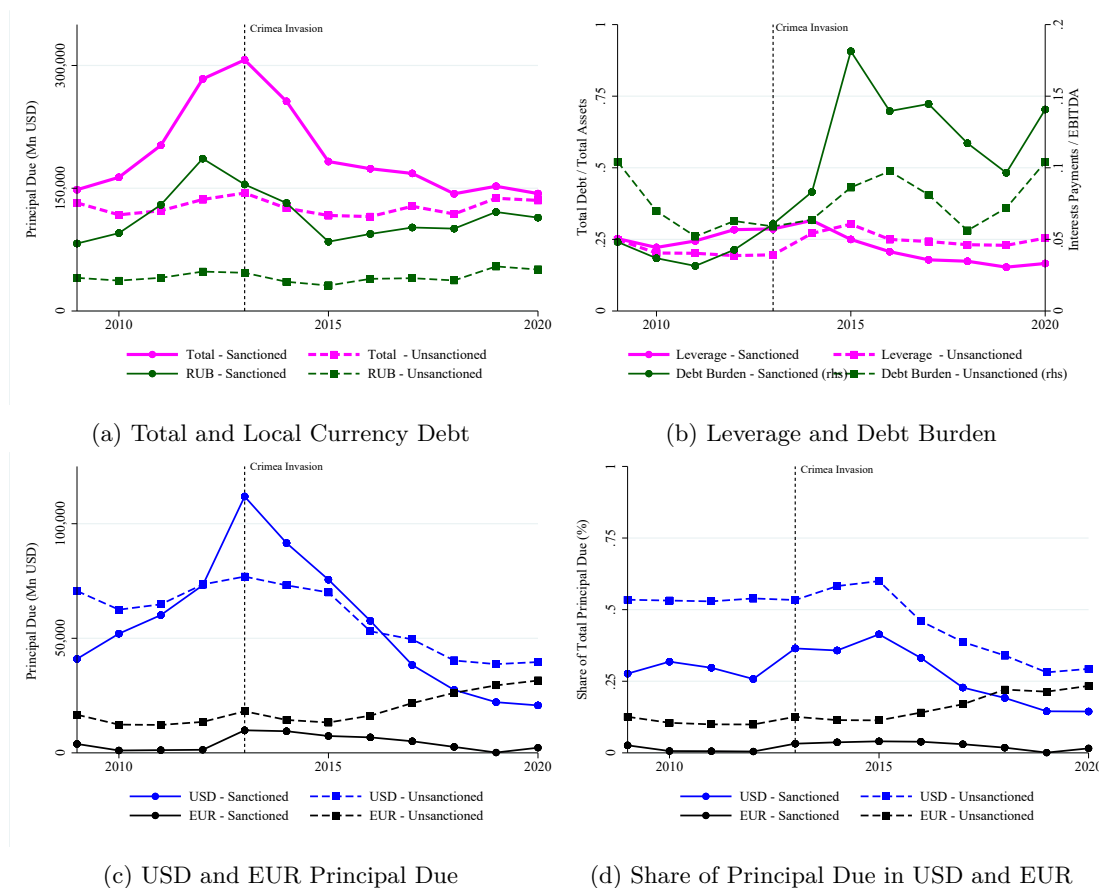 Crimea Invasion
Principal Due (Mn USD)
0
150,000
300,000
2010
2015
2020
Total - Sanctioned
Total - Unsanctioned
RUB - Sanctioned
RUB - Unsanctioned
(a) Total and Local Currency Debt
Crimea Invasion
Total Debt / Total Assets
0
.25
.5
.75
1
Interests Payments / EBITDA
0
.05
.1
.15
.2
2010
2015
2020
Leverage - Sanctioned
Leverage - Unsanctioned
Debt Burden - Sanctioned (rhs)
Debt Burden - Unsanctioned (rhs)
(b) Leverage and Debt Burden
Crimea Invasion
Principal Due (Mn USD)
0
50,000
100,000
2010
2015
2020
USD - Sanctioned
USD - Unsanctioned
EUR - Sanctioned
EUR - Unsanctioned
(c) USD and EUR Principal Due
Crimea Invasion
Share of Total Principal Due (%)
0
.25
.5
.75
1
2010
2015
2020
USD - Sanctioned
USD - Unsanctioned
EUR - Sanctioned
EUR - Unsanctioned
(d) Share of Principal Due in USD and EUR